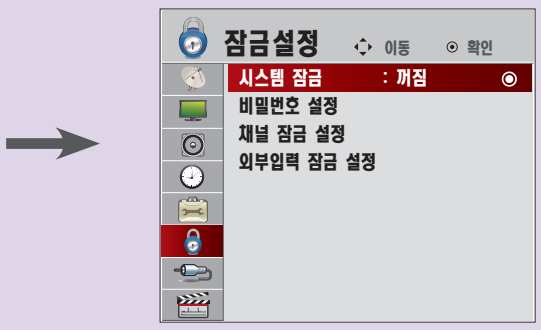 잠금설정 이동 확인
시스템 잠금 : 꺼짐
비밀번호 설정
채널 잠금 설정
외부입력 잠금 설정